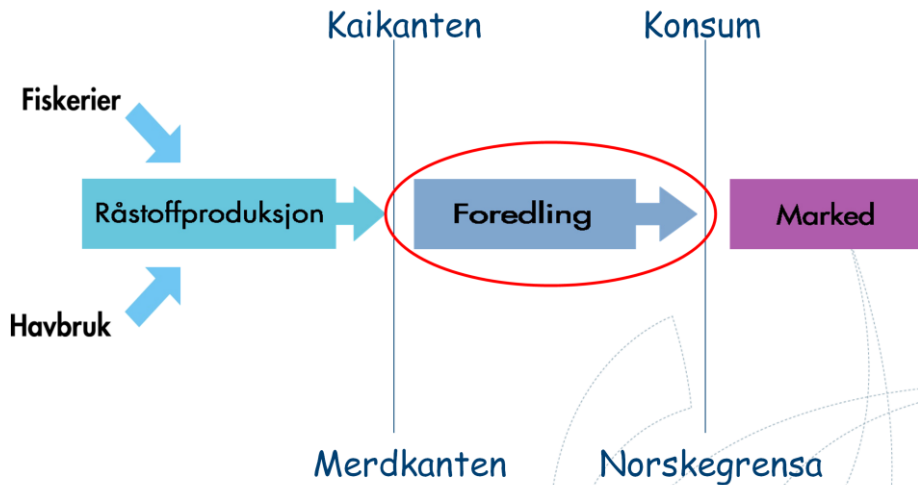 Kaikanten
Konsum
Fiskerier
Råstoffproduksjon
Foredling
Marked
Havbruk
Merdkanten
Norskegrensa